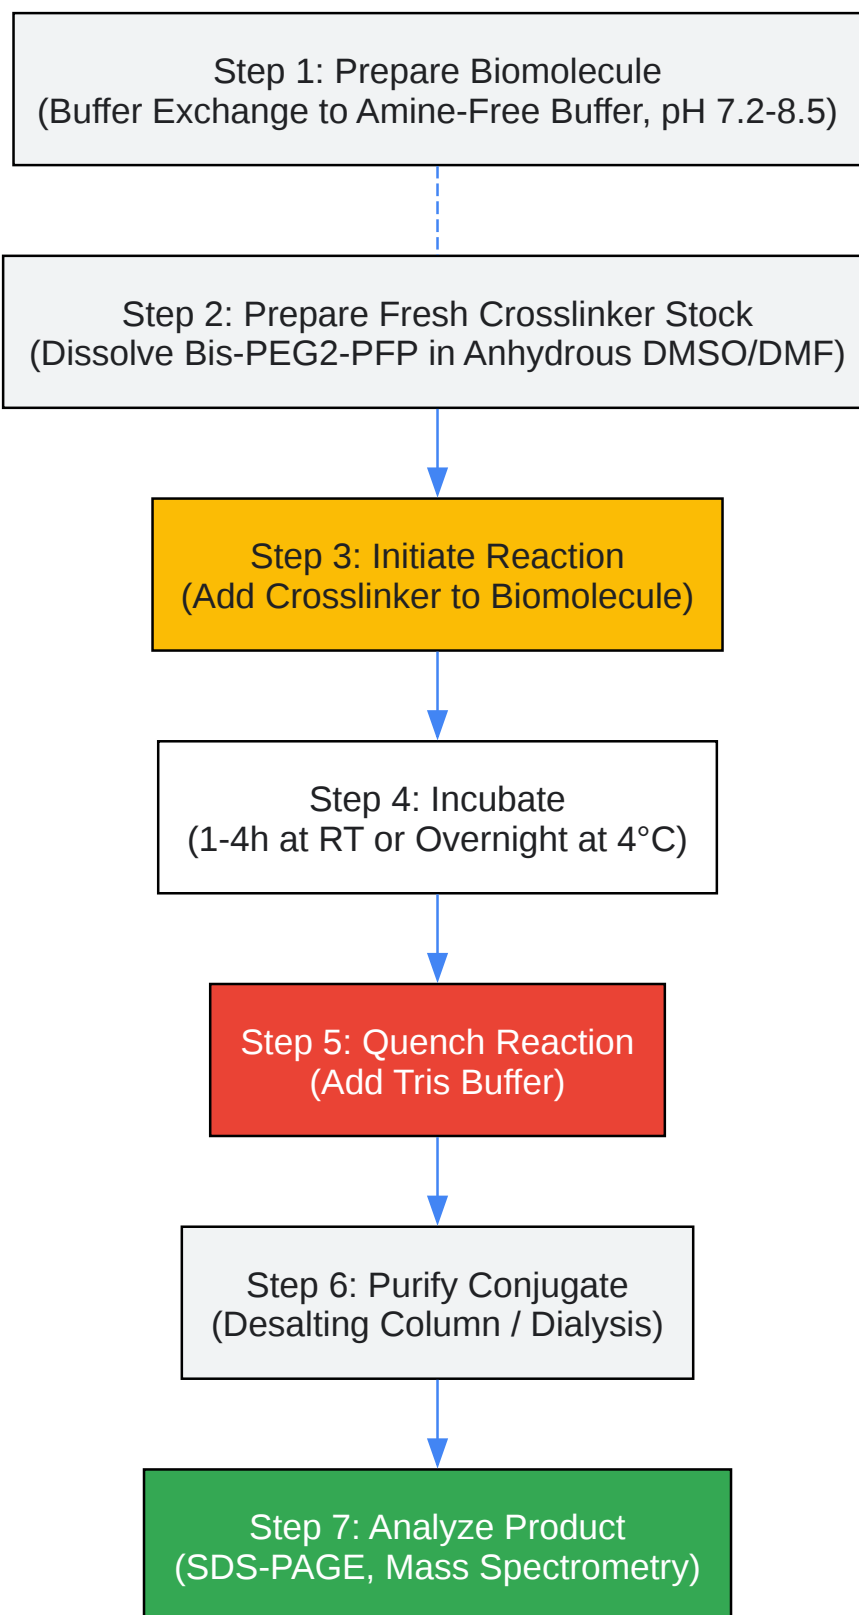 Step 1: Prepare Biomolecule
(Buffer Exchange to Amine-Free Buffer, pH 7.2-8.5)
Step 2: Prepare Fresh Crosslinker Stock
(Dissolve Bis-PEG2-PFP in Anhydrous DMSO/DMF)
Step 3: Initiate Reaction
(Add Crosslinker to Biomolecule)
Step 4: Incubate
(1-4h at RT or Overnight at 4°C)
Step 5: Quench Reaction
(Add Tris Buffer)
Step 6: Purify Conjugate
(Desalting Column / Dialysis)
Step 7: Analyze Product
(SDS-PAGE, Mass Spectrometry)